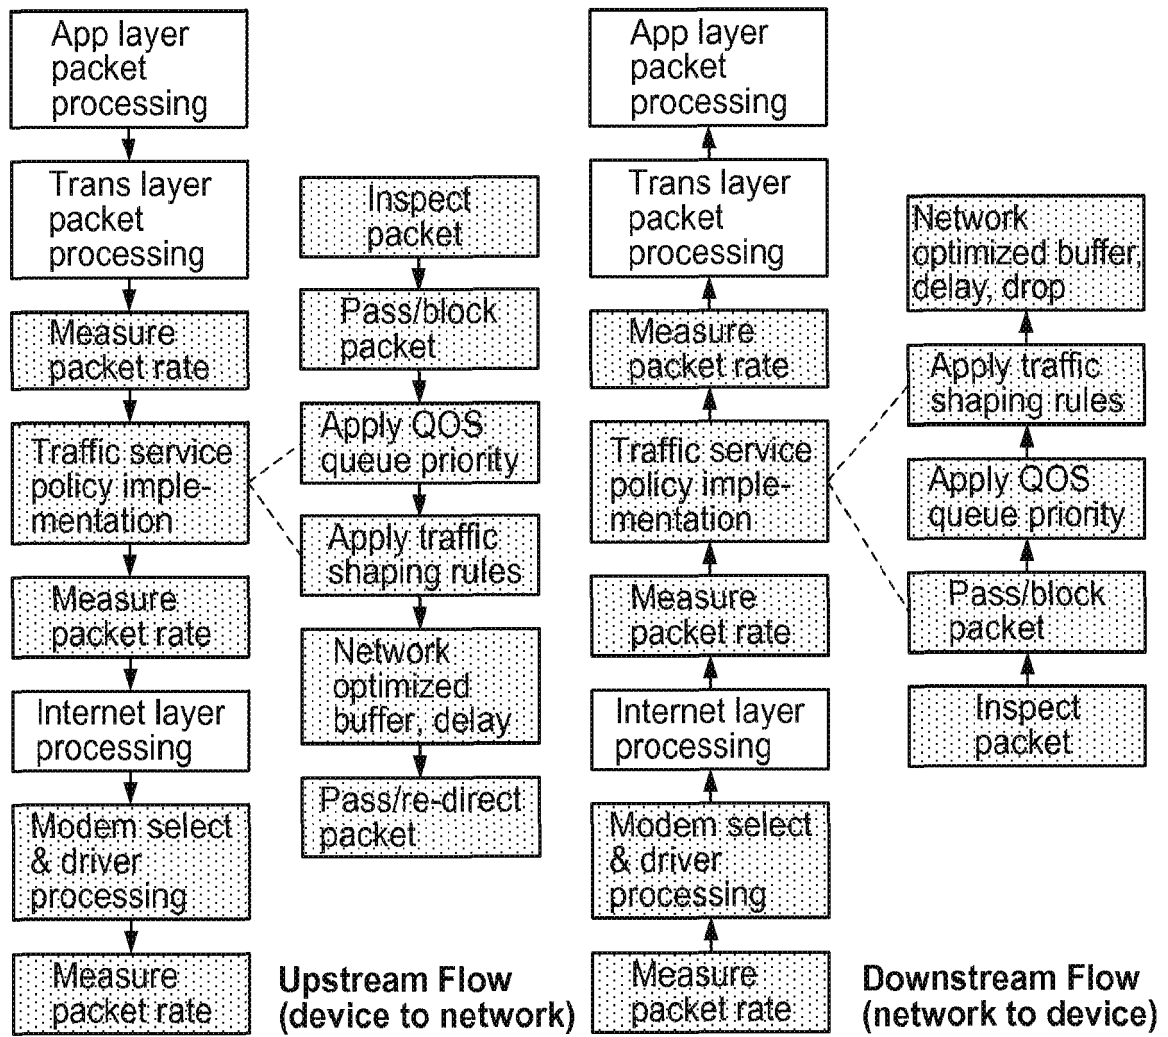 App layer
packet
processing
Trans layer
packet
processing
Measure
packet rate
Traffic service
policy imple-
mentation
Measure
packet rate
Internet layer
processing
Modem select
& driver
processing
Measure
packet rate
Inspect
packet
Pass/block
packet
Apply QOS
queue priority
Apply traffic
shaping rules
Network
optimized
buffer, delay
Pass/re-direct
packet
Upstream Flow
(device to network)
App layer
packet
processing
Trans layer
packet
processing
Measure
packet rate
Traffic service
policy imple-
mentation
Measure
packet rate
Internet layer
processing
Modem select
& driver
processing
Measure
packet rate
Network
optimized buffer,
delay, drop
Apply traffic
shaping rules
Apply QOS
queue priority
Pass/block
packet
Inspect
packet
Downstream Flow
(network to device)